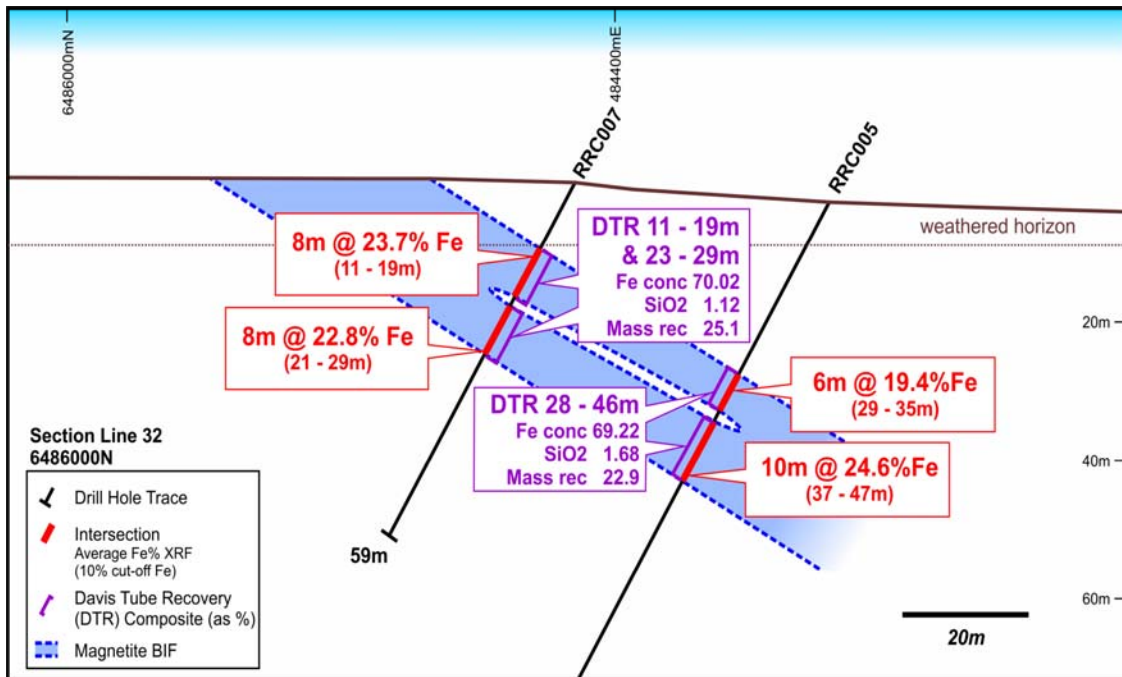 6486000mN
484400mE
RRC007
RRC005
weathered horizon
8m @ 23.7% Fe
(11 - 19m)
DTR 11 - 19m
& 23 - 29m
Fe conc 70.02
SiO2 1.12
Mass rec 25.1
20m
8m @ 22.8% Fe
(21 - 29m)
6m @ 19.4%Fe
(29 - 35m)
DTR 28 - 46m
Fe conc 69.22
SiO2 1.68
Mass rec 22.9
Section Line 32
6486000N
40m
10m @ 24.6%Fe
(37 - 47m)
Drill Hole Trace
Intersection
Average Fe% XRF
(10% cut-off Fe)
59m
Davis Tube Recovery
(DTR) Composite (as %)
60m
Magnetite BIF
20m